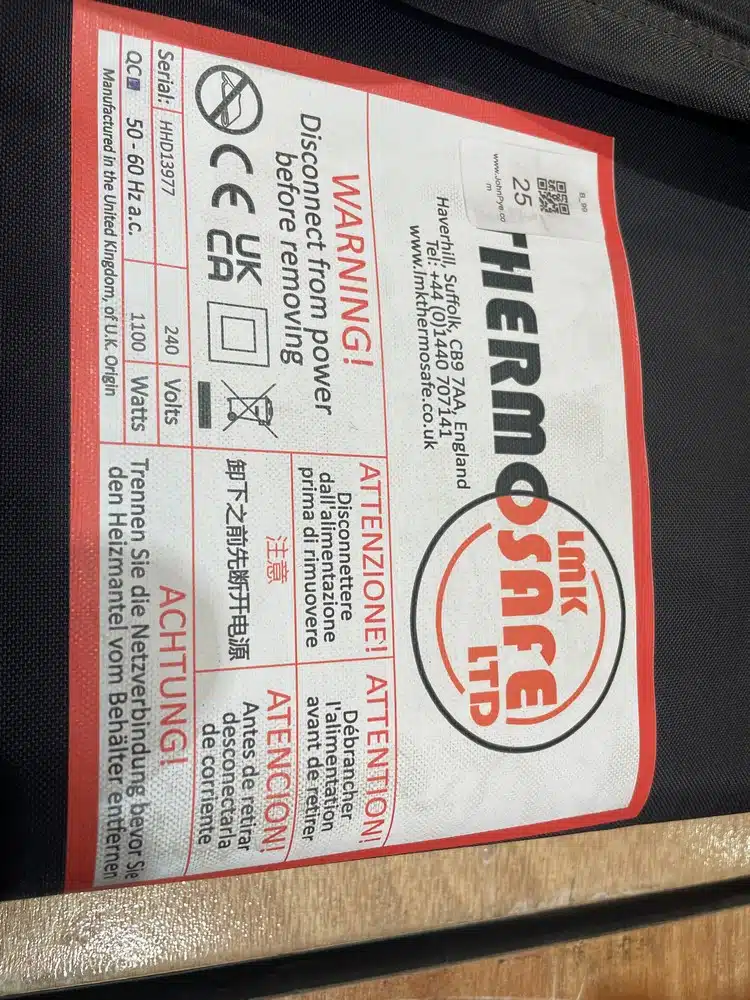 B_99
25
www.JohnPye.co
m
THERMOSAFE
LMK
LTD
Haverhill, Suffolk, CB9 7AA, England
Tel: +44 (0)1440 707141
www.lmkthermosafe.co.uk
WARNING!
Disconnect from power
before removing
CE
UK
CA
Serial: HHD13977
240 Volts
QC
50 - 60 Hz a.c.
1100 Watts
Manufactured in the United Kingdom, of U.K. Origin
ATTENZIONE!
Disconnettere
dall'alimentazione
prima di rimuovere
ATTENTION!
Débrancher
l'alimentation
avant de retirer
注意
卸下之前先断开电源
ATENCION!
Antes de retirar
desconectarla
de corriente
ACHTUNG!
Trennen Sie die Netzverbindung bevor Sie
den Heizmantel vom Behälter entfernen